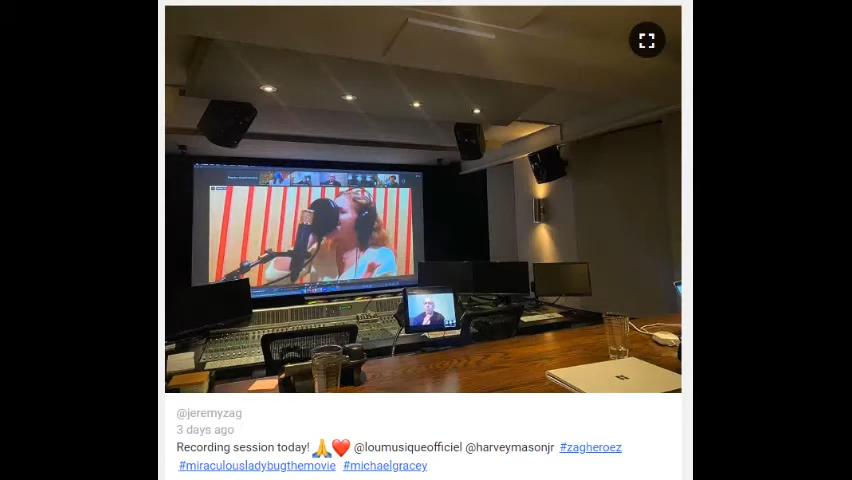 @jeremyzag
3 days ago
Recording session today! 🙏❤️ @loumusiqueofficiel @harveymasonjr #zagheroez
#miraculousladybugthemovie #michaelgracey